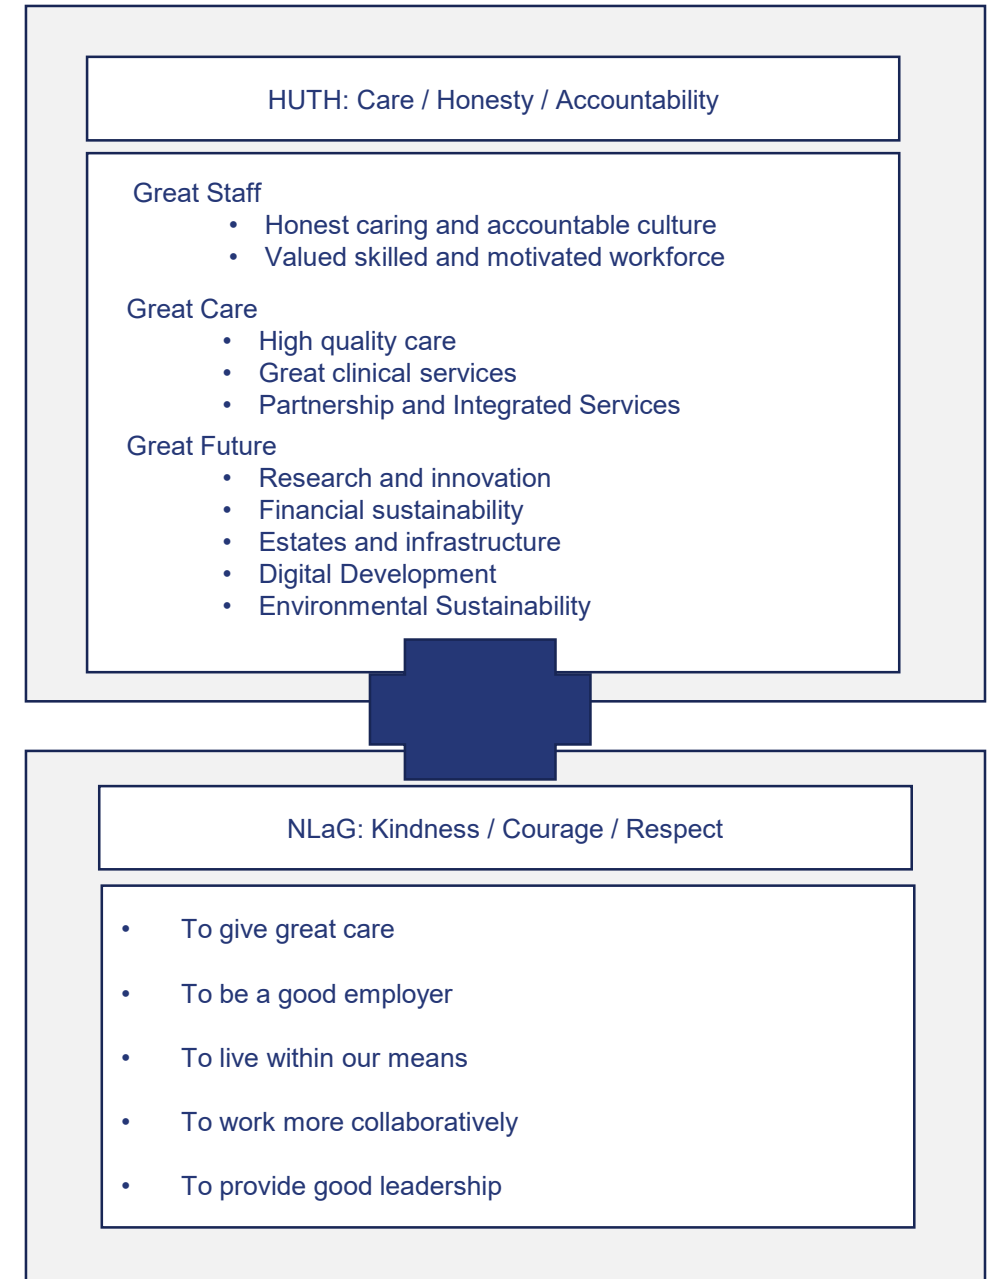 HUTH: Care / Honesty / Accountability
Great Staff
• Honest caring and accountable culture
• Valued skilled and motivated workforce
Great Care
• High quality care
• Great clinical services
• Partnership and Integrated Services
Great Future
• Research and innovation
• Financial sustainability
• Estates and infrastructure
• Digital Development
• Environmental Sustainability
NLaG: Kindness / Courage / Respect
• To give great care
• To be a good employer
• To live within our means
• To work more collaboratively
• To provide good leadership